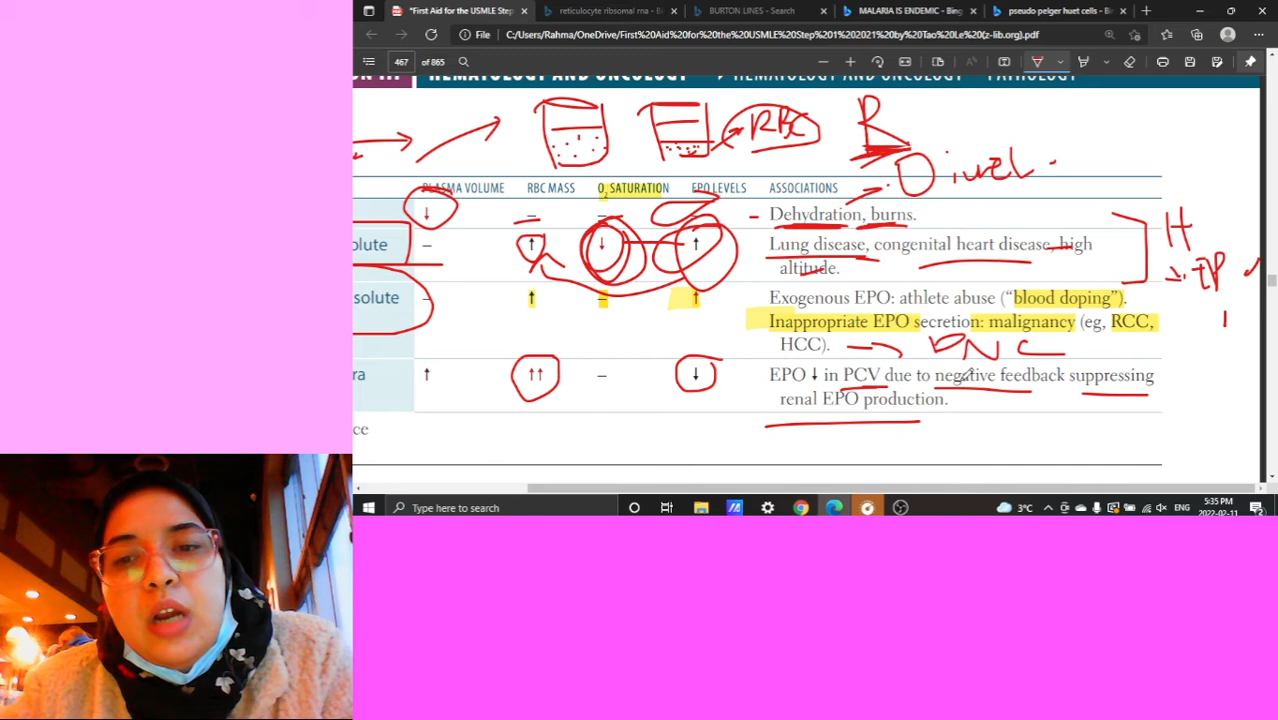 *First Aid for the USMLE Step
reticulocyte ribsomal rna - Bi
BURTON LINES - Search
MALARIA IS ENDEMIC - Bing
pseudo pelger huet cells - Bi
File
C:/Users/Rahma/OneDrive/First%20Aid%20for%20the%20USMLE%20Step%201%202021%20by%20Tao%20Le%20(z-lib.org).pdf
467 of 865
HEMATOLOGY AND ONCOLOGY
HEMATOLOGY AND ONCOLOGY
PATHOLOGY
RBC
R
PLASMA VOLUME RBC MASS O2 SATURATION EPO LEVELS ASSOCIATIONS
↓ – – – Dehydration, burns.
H
olute – ↑ ↓ ↑ Lung disease, congenital heart disease, high
altitude.
solute – ↑ – ↑ Exogenous EPO: athlete abuse (“blood doping”).
Inappropriate EPO secretion: malignancy (eg, RCC,
HCC).
ra ↑ ↑↑ – ↓ EPO ↓ in PCV due to negative feedback suppressing
renal EPO production.
ce
Type here to search
3°C
ENG
5:35 PM
2022-02-11